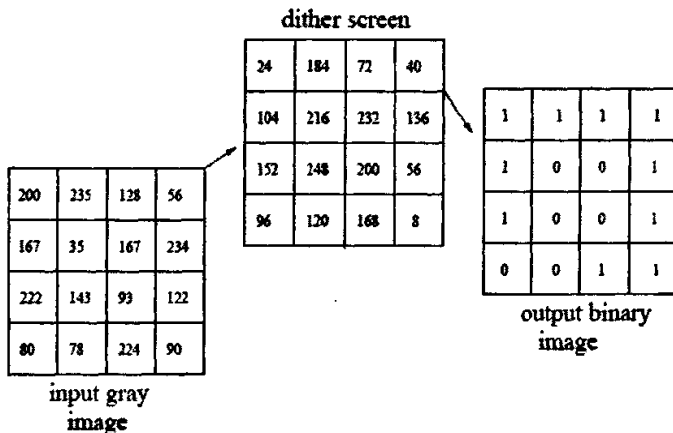 dither screen
24 184 72 40
104 216 232 136
152 248 200 56
96 120 168 8
1 1 1 1
1 0 0 1
1 0 0 1
0 0 1 1
output binary
image
200 235 128 56
167 35 167 234
222 143 93 122
80 78 224 90
input gray
image